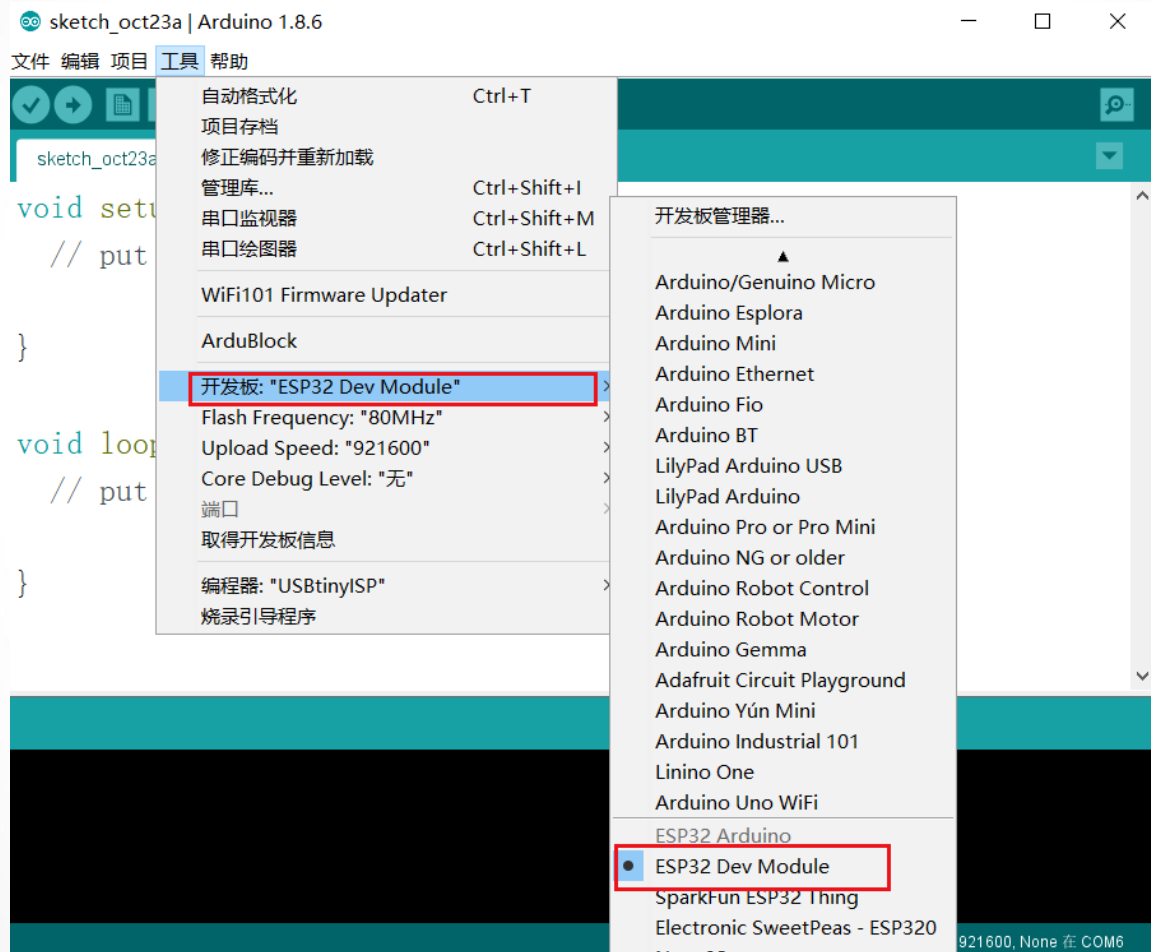 sketch_oct23a | Arduino 1.8.6
文件 编辑 项目 工具 帮助
sketch_oct23a
void setu
// put
}
void loop
// put
}
自动格式化 Ctrl+T
项目存档
修正编码并重新加载
管理库... Ctrl+Shift+I
串口监视器 Ctrl+Shift+M
串口绘图器 Ctrl+Shift+L
WiFi101 Firmware Updater
ArduBlock
开发板: "ESP32 Dev Module"
Flash Frequency: "80MHz"
Upload Speed: "921600"
Core Debug Level: "无"
端口
取得开发板信息
编程器: "USBtinyISP"
烧录引导程序
开发板管理器...
Arduino/Genuino Micro
Arduino Esplora
Arduino Mini
Arduino Ethernet
Arduino Fio
Arduino BT
LilyPad Arduino USB
LilyPad Arduino
Arduino Pro or Pro Mini
Arduino NG or older
Arduino Robot Control
Arduino Robot Motor
Arduino Gemma
Adafruit Circuit Playground
Arduino Yún Mini
Arduino Industrial 101
Linino One
Arduino Uno WiFi
ESP32 Arduino
ESP32 Dev Module
SparkFun ESP32 Thing
Electronic SweetPeas - ESP320
921600, None 在 COM6